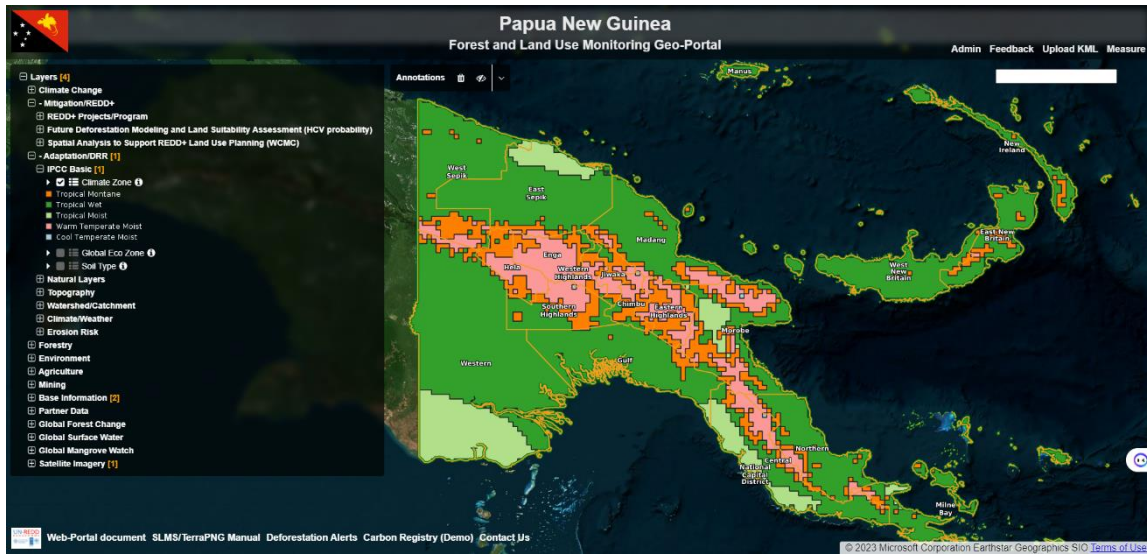 Papua New Guinea
Forest and Land Use Monitoring Geo-Portal
Admin Feedback Upload KML Measure
Annotations
Layers [4]
Climate Change
- Mitigation/REDD+
REDD+ Projects/Program
Future Deforestation Modeling and Land Suitability Assessment (HCV probability)
Spatial Analysis to Support REDD+ Land Use Planning (WCMC)
- Adaptation/DRR [1]
IPCC Basic [1]
Climate Zone
Tropical Montane
Tropical Wet
Tropical Moist
Warm Temperate Moist
Cool Temperate Moist
Global Eco Zone
Soil Type
Natural Layers
Topography
Watershed/Catchment
Climate/Weather
Erosion Risk
Forestry
Environment
Agriculture
Mining
Base Information [2]
Partner Data
Global Forest Change
Global Surface Water
Global Mangrove Watch
Satellite Imagery [1]
Manus
New
Ireland
West
Sepik
East
Sepik
Madang
East New
Britain
West
New
Britain
Enga
Hela
Western
Highlands
Jiwaka
Chimbu
Southern
Highlands
Eastern
Highlands
Morobe
Western
Gulf
Northern
Central
National
Capital
District
Milne
Bay
UN-REDD
Web-Portal document SLMS/TerraPNG Manual Deforestation Alerts Carbon Registry (Demo) Contact Us
© 2023 Microsoft Corporation Earthstar Geographics SIO Terms of Use